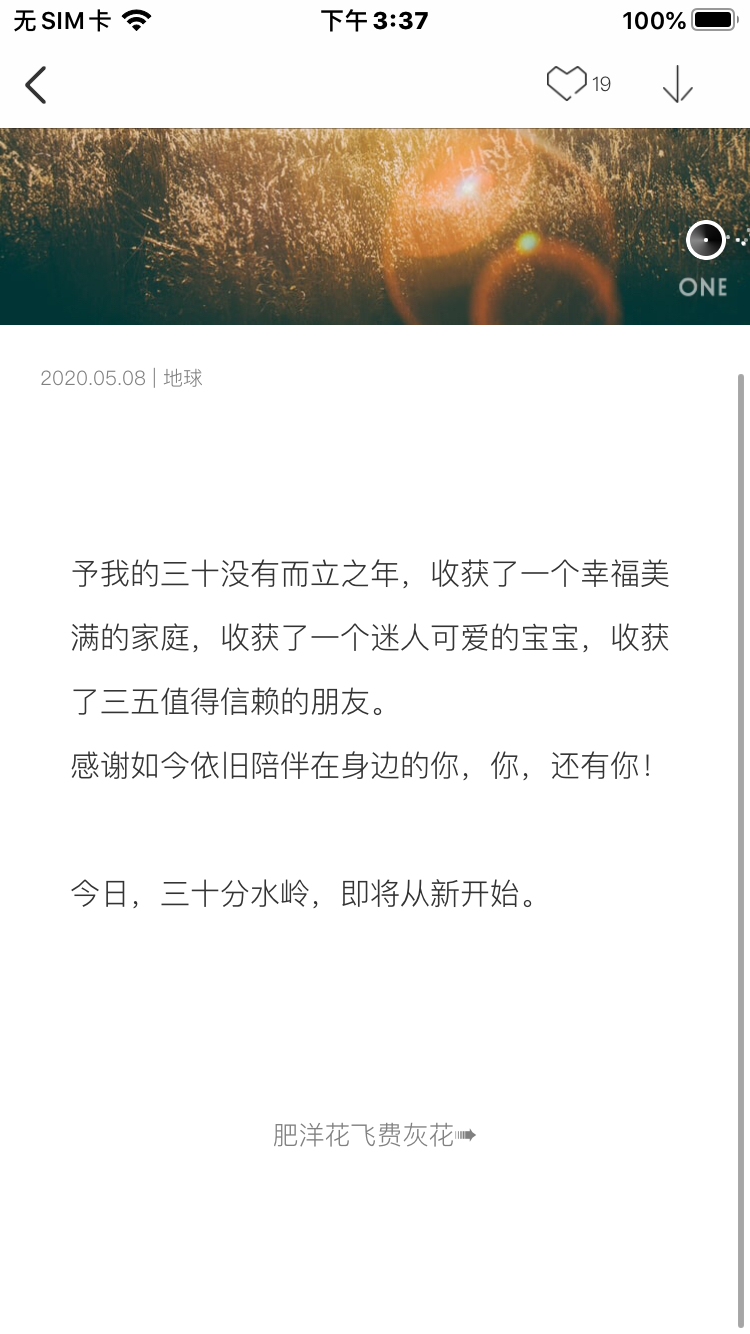 无SIM卡 下午3:37 100%
19
ONE
2020.05.08 | 地球
予我的三十没有而立之年，收获了一个幸福美
满的家庭，收获了一个迷人可爱的宝宝，收获
了三五值得信赖的朋友。
感谢如今依旧陪伴在身边的你，你，还有你！
今日，三十分水岭，即将从新开始。
肥洋花飞费灰花➠